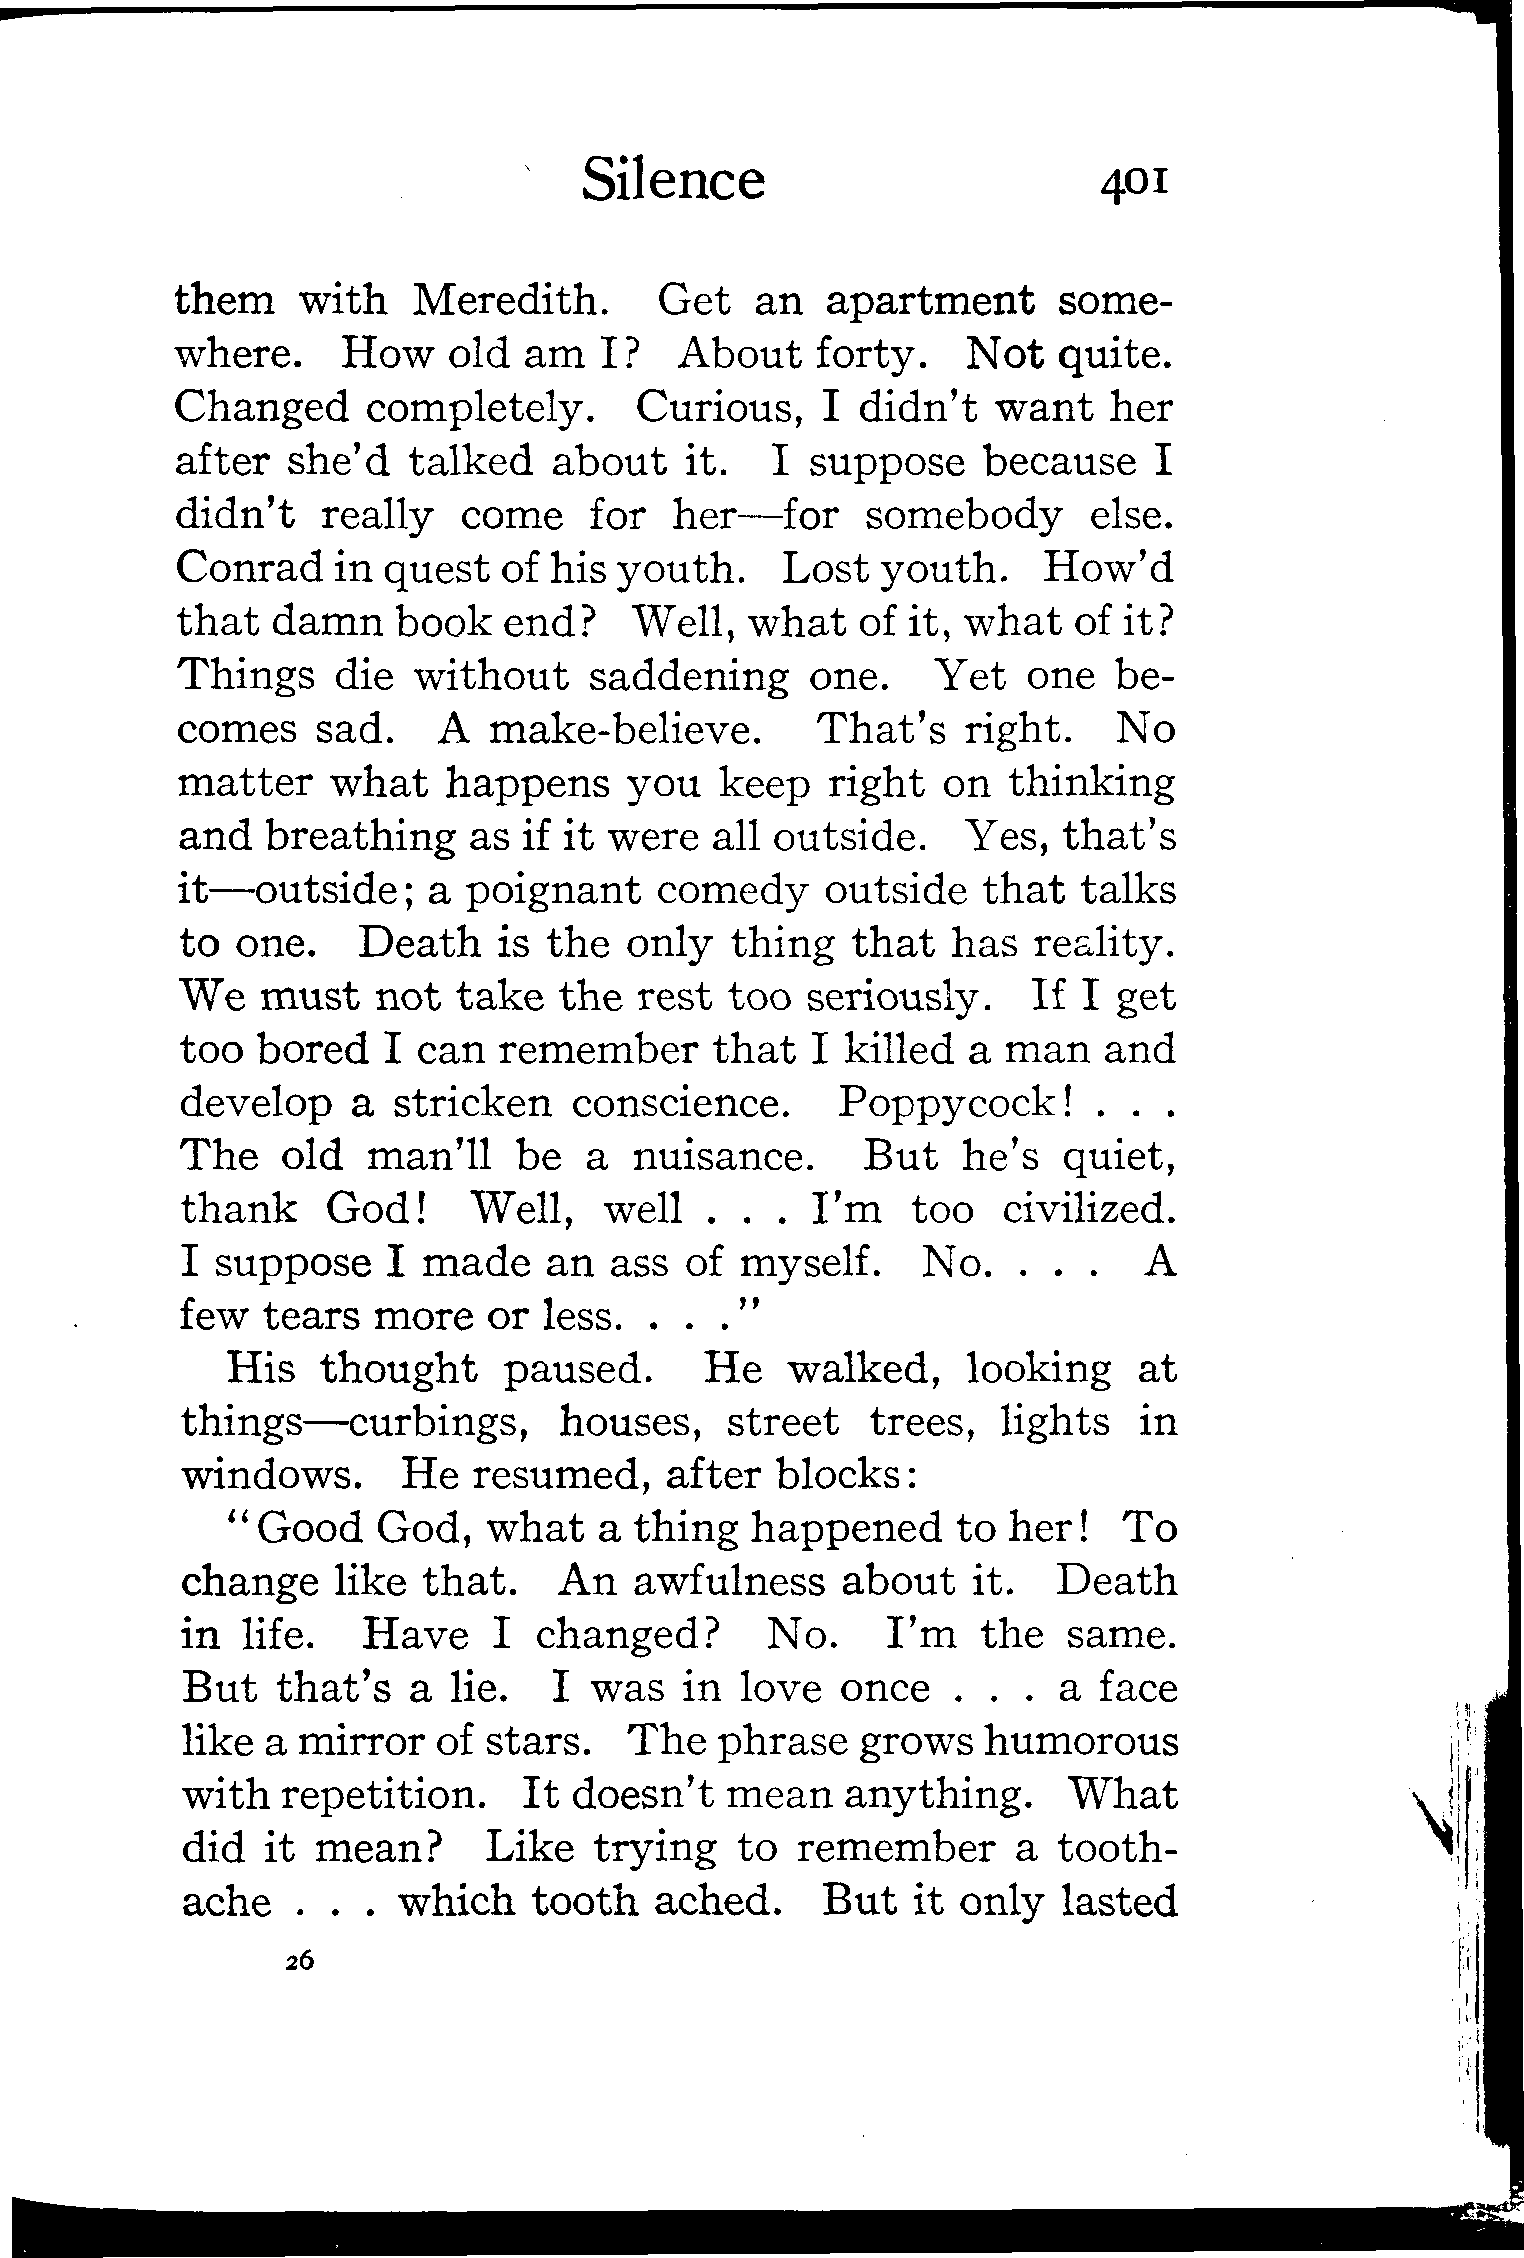 Silence 401
them with Meredith. Get an apartment some-
where. How old am I? About forty. Not quite.
Changed completely. Curious, I didn't want her
after she'd talked about it. I suppose because I
didn't really come for her—for somebody else.
Conrad in quest of his youth. Lost youth. How'd
that damn book end? Well, what of it, what of it?
Things die without saddening one. Yet one be-
comes sad. A make-believe. That's right. No
matter what happens you keep right on thinking
and breathing as if it were all outside. Yes, that's
it—outside; a poignant comedy outside that talks
to one. Death is the only thing that has reality.
We must not take the rest too seriously. If I get
too bored I can remember that I killed a man and
develop a stricken conscience. Poppycock! . . .
The old man'll be a nuisance. But he's quiet,
thank God! Well, well . . . I'm too civilized.
I suppose I made an ass of myself. No. . . . A
few tears more or less. . . ."
His thought paused. He walked, looking at
things—curbings, houses, street trees, lights in
windows. He resumed, after blocks:
"Good God, what a thing happened to her! To
change like that. An awfulness about it. Death
in life. Have I changed? No. I'm the same.
But that's a lie. I was in love once . . . a face
like a mirror of stars. The phrase grows humorous
with repetition. It doesn't mean anything. What
did it mean? Like trying to remember a tooth-
ache . . . which tooth ached. But it only lasted
26